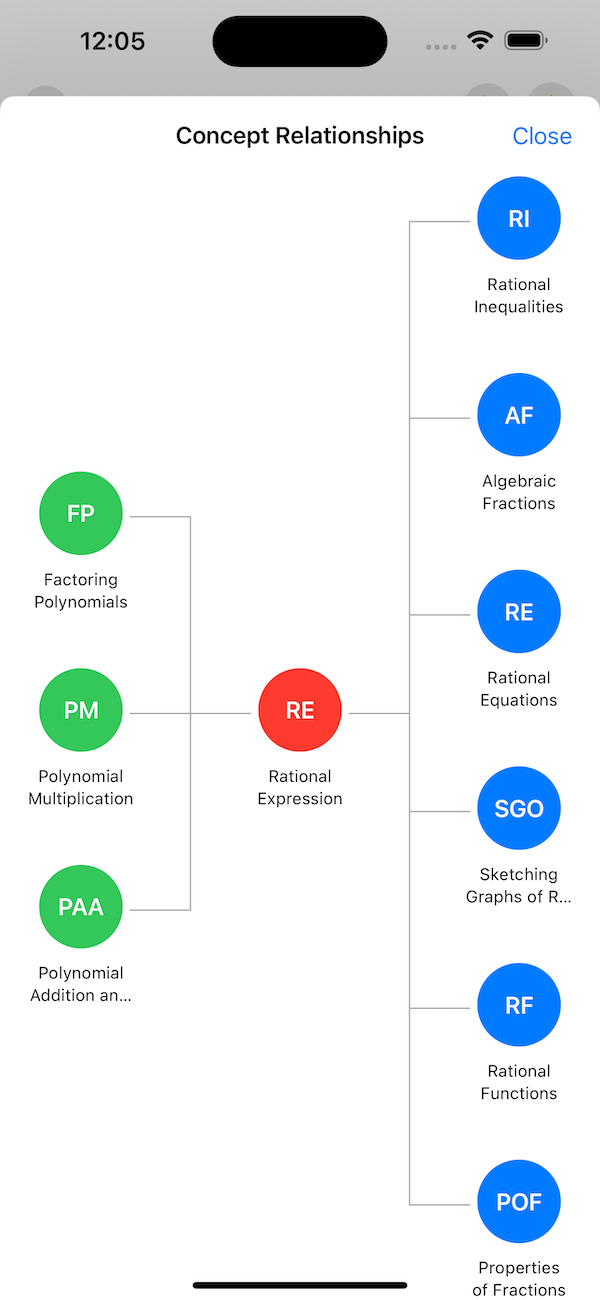 12:05
Concept Relationships
Close
RI
Rational
Inequalities
AF
Algebraic
Fractions
FP
Factoring
Polynomials
RE
Rational
Equations
PM
Polynomial
Multiplication
RE
Rational
Expression
SGO
Sketching
Graphs of R...
PAA
Polynomial
Addition an...
RF
Rational
Functions
POF
Properties
of Fractions